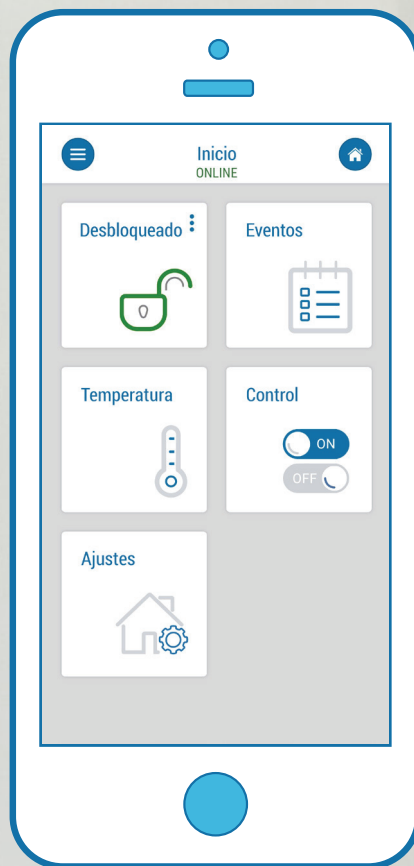 Inicio
ONLINE
Desbloqueado
Eventos
Temperatura
Control
ON
OFF
Ajustes